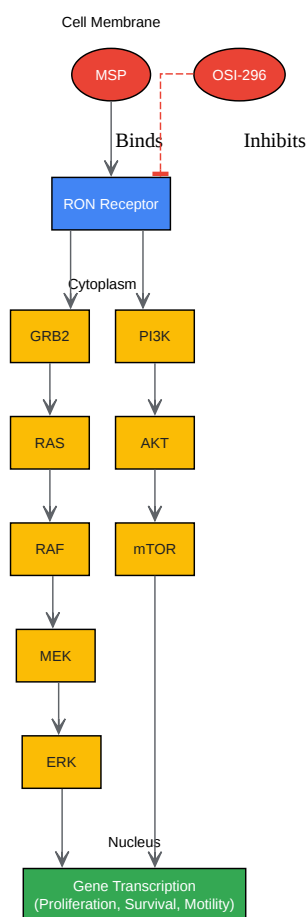 Cell Membrane
MSP
OSI-296
Binds
Inhibits
RON Receptor
Cytoplasm
GRB2
PI3K
RAS
AKT
RAF
mTOR
MEK
ERK
Nucleus
Gene Transcription
(Proliferation, Survival, Motility)